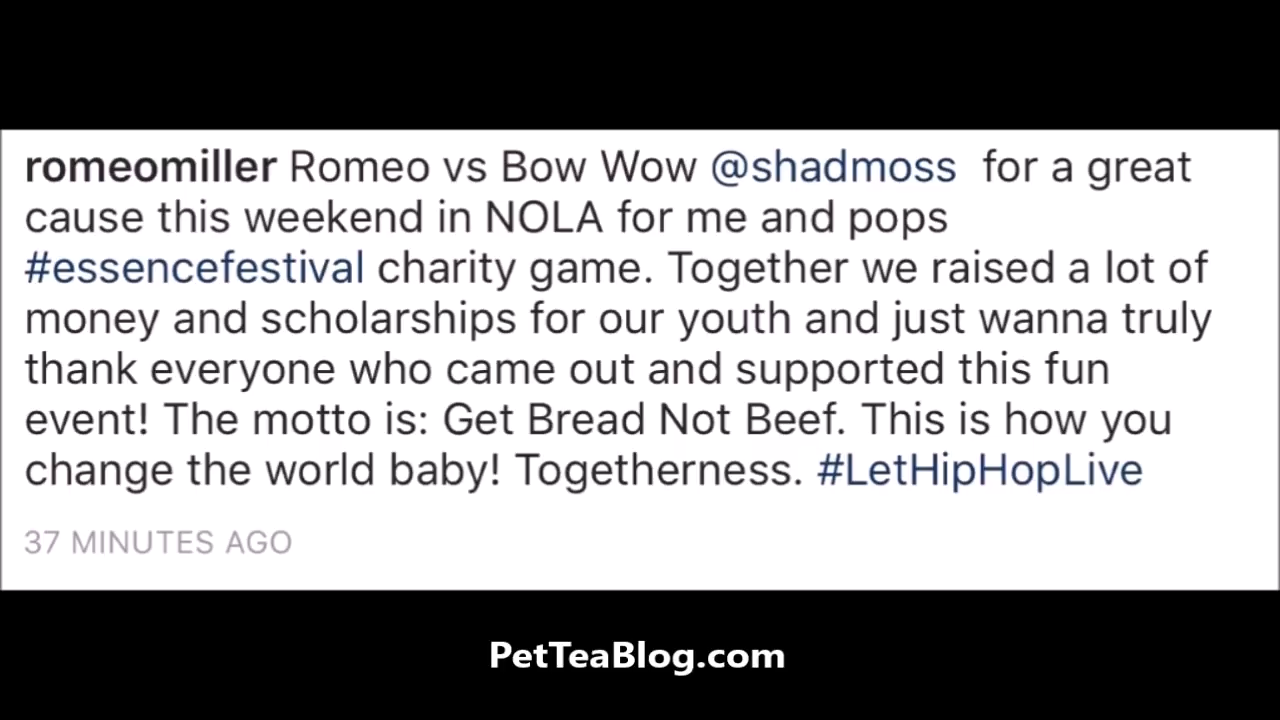 romeomiller Romeo vs Bow Wow @shadmoss for a great
cause this weekend in NOLA for me and pops
#essencefestival charity game. Together we raised a lot of
money and scholarships for our youth and just wanna truly
thank everyone who came out and supported this fun
event! The motto is: Get Bread Not Beef. This is how you
change the world baby! Togetherness. #LetHipHopLive
37 MINUTES AGO
PetTeaBlog.com